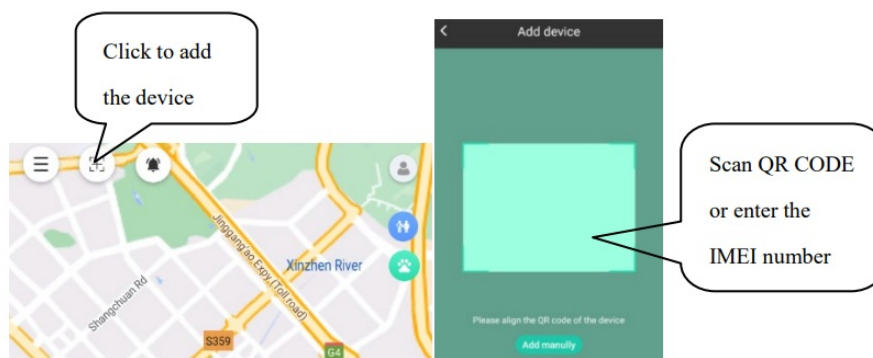 Click to add
the device
Jinggang'ao Expy (Toll road)
Xinzhen River
Shangchuan Rd
S359
G4
Add device
Please align the QR code of the device
Add manully
Scan QR CODE
or enter the
IMEI number